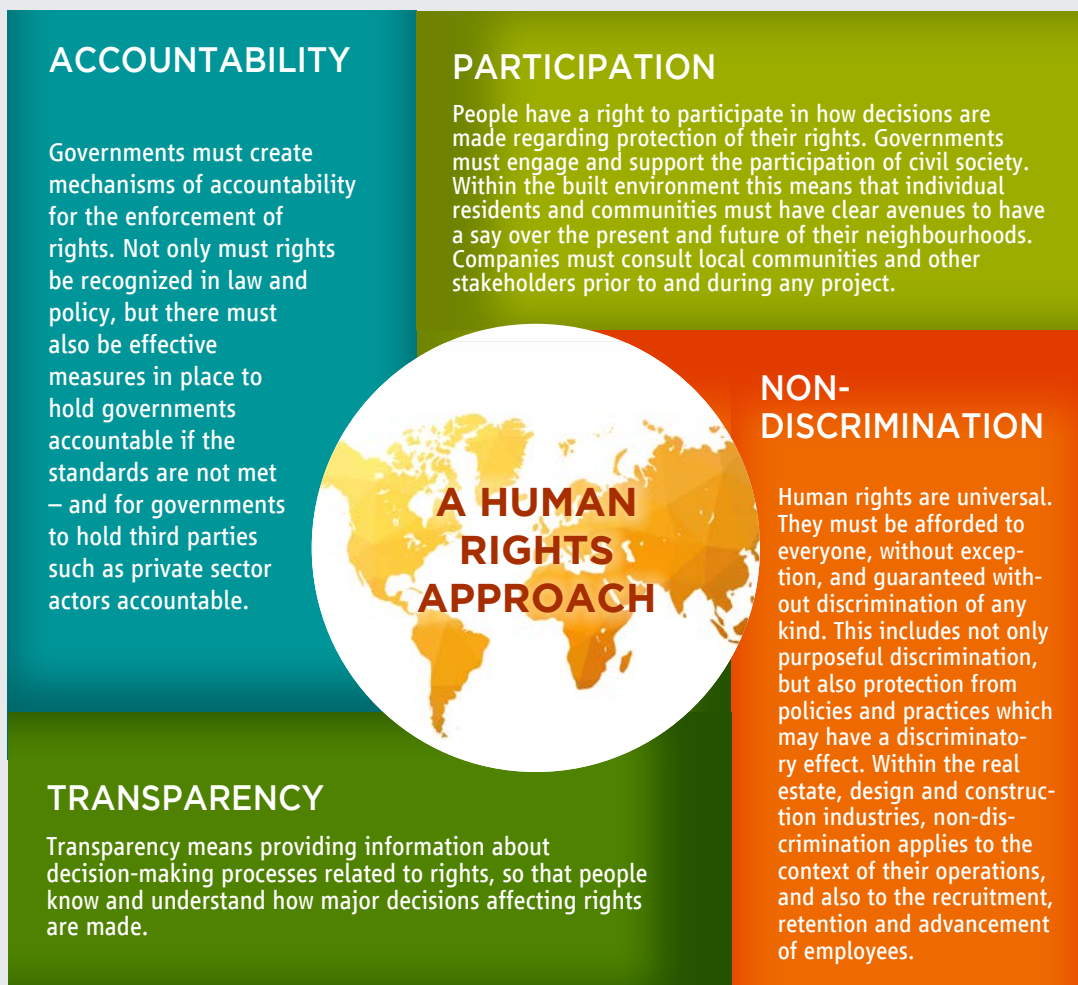 ACCOUNTABILITY
Governments must create
mechanisms of accountability
for the enforcement of
rights. Not only must rights
be recognized in law and
policy, but there must
also be effective
measures in place to
hold governments
accountable if the
standards are not met
– and for governments
to hold third parties
such as private sector
actors accountable.
PARTICIPATION
People have a right to participate in how decisions are
made regarding protection of their rights. Governments
must engage and support the participation of civil society.
Within the built environment this means that individual
residents and communities must have clear avenues to have
a say over the present and future of their neighbourhoods.
Companies must consult local communities and other
stakeholders prior to and during any project.
A HUMAN
RIGHTS
APPROACH
NON-
DISCRIMINATION
Human rights are universal.
They must be afforded to
everyone, without excep-
tion, and guaranteed with-
out discrimination of any
kind. This includes not only
purposeful discrimination,
but also protection from
policies and practices which
may have a discriminato-
ry effect. Within the real
estate, design and construc-
tion industries, non-dis-
crimination applies to the
context of their operations,
and also to the recruitment,
retention and advancement
of employees.
TRANSPARENCY
Transparency means providing information about
decision-making processes related to rights, so that people
know and understand how major decisions affecting rights
are made.